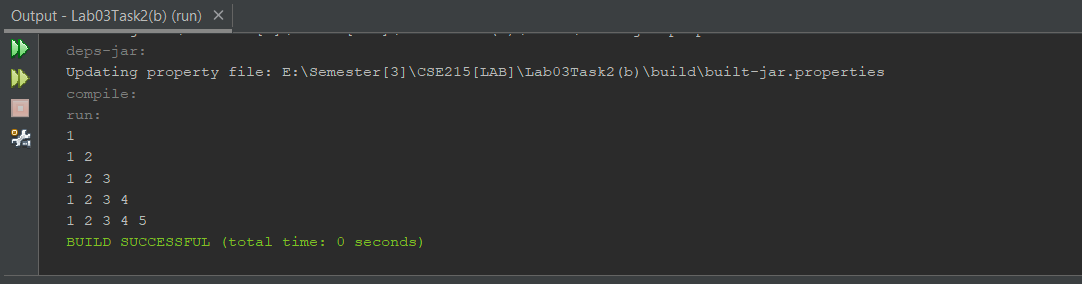 Output - Lab03Task2(b) (run)
deps-jar:
Updating property file: E:\Semester[3]\CSE215[LAB]\Lab03Task2(b)\build\built-jar.properties
compile:
run:
1
1 2
1 2 3
1 2 3 4
1 2 3 4 5
BUILD SUCCESSFUL (total time: 0 seconds)